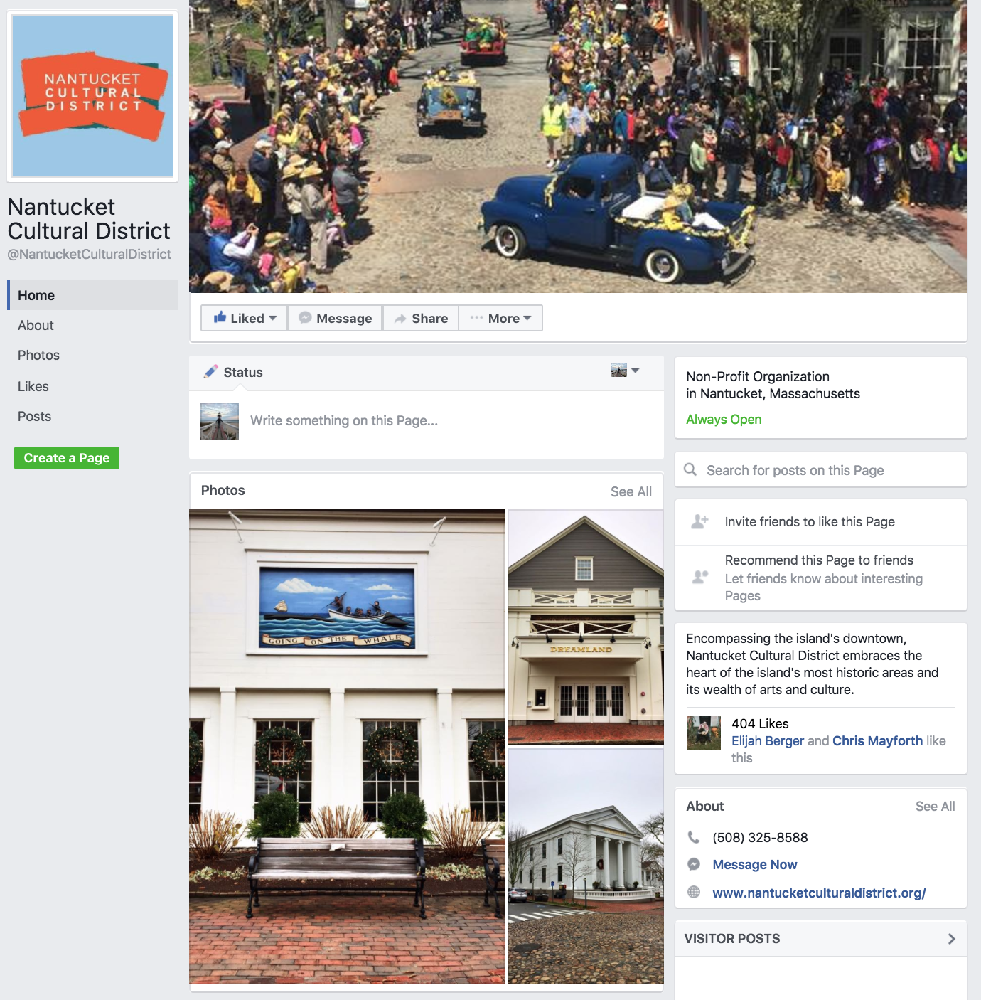 NANTUCKET
CULTURAL
DISTRICT
Nantucket
Cultural District
@NantucketCulturalDistrict
Home
About
Photos
Likes
Posts
Create a Page
Liked
Message
Share
More
Status
Write something on this Page...
Photos
See All
GOING ON THE WHALE
DREAMLAND
Non-Profit Organization
in Nantucket, Massachusetts
Always Open
Search for posts on this Page
Invite friends to like this Page
Recommend this Page to friends
Let friends know about interesting
Pages
Encompassing the island's downtown,
Nantucket Cultural District embraces the
heart of the island's most historic areas and
its wealth of arts and culture.
404 Likes
Elijah Berger and Chris Mayforth like
this
About
See All
(508) 325-8588
Message Now
www.nantucketculturaldistrict.org/
VISITOR POSTS